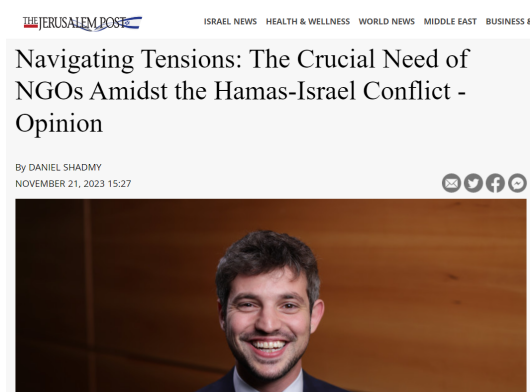 THE JERUSALEM POST
ISRAEL NEWS HEALTH & WELLNESS WORLD NEWS MIDDLE EAST BUSINESS &
Navigating Tensions: The Crucial Need of
NGOs Amidst the Hamas-Israel Conflict -
Opinion
By DANIEL SHADMY
NOVEMBER 21, 2023 15:27